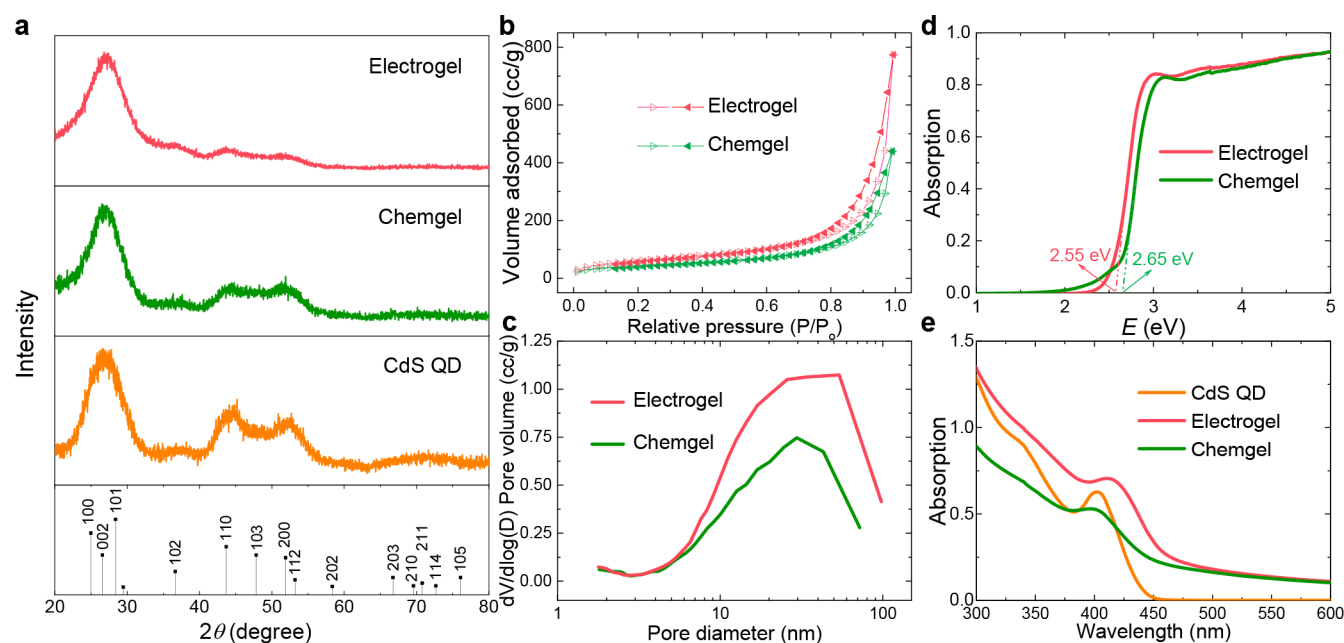 a
Electrogel
Chemgel
CdS QD
Intensity
100
002
101
102
110
103
200
112
202
203
210
211
114
105
20 30 40 50 60 70 80
2θ (degree)
b
800
600
400
200
0
Volume adsorbed (cc/g)
Electrogel
Chemgel
0.0 0.2 0.4 0.6 0.8 1.0
Relative pressure (P/Po)
c
1.25
1.00
0.75
0.50
0.25
0.00
dV/dlog(D) Pore volume (cc/g)
Electrogel
Chemgel
1 10 100
Pore diameter (nm)
d
1.0
0.8
0.6
0.4
0.2
0.0
Absorption
Electrogel
Chemgel
2.55 eV
2.65 eV
1 2 3 4 5
E (eV)
e
1.5
1.0
0.5
0.0
Absorption
CdS QD
Electrogel
Chemgel
300 350 400 450 500 550 600
Wavelength (nm)